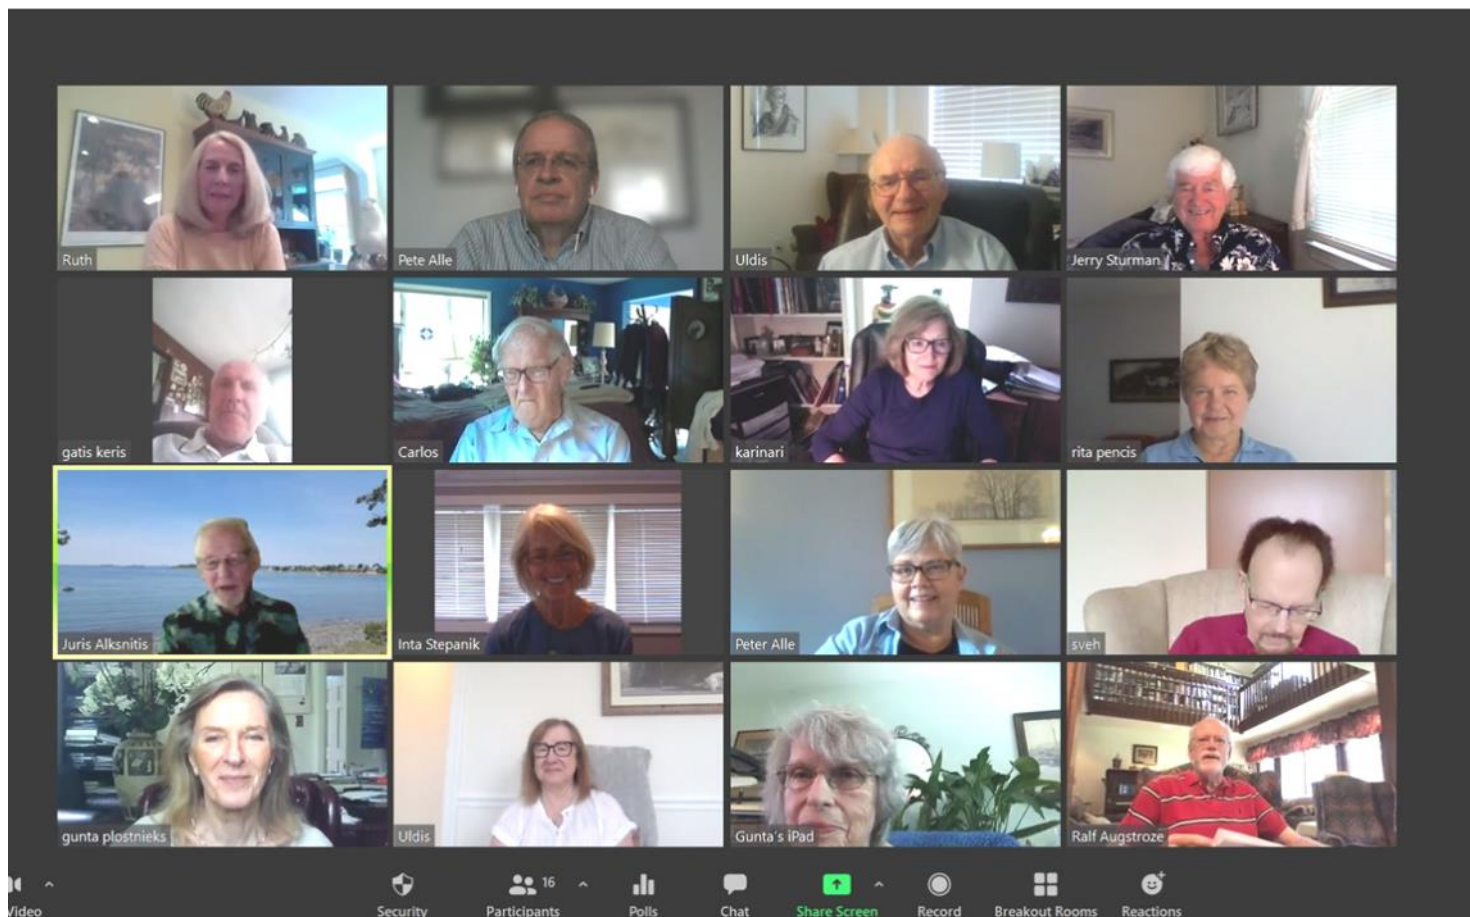 Ruth
Pete Alle
Uldis
Jerry Sturman
gatis keris
Carlos
karinari
rita pencis
Juris Alksnitis
Inta Stepanik
Peter Alle
sveh
gunta plostnieks
Uldis
Gunta's iPad
Ralf Augstroze
16
Video
Security
Participants
Polls
Chat
Share Screen
Record
Breakout Rooms
Reactions